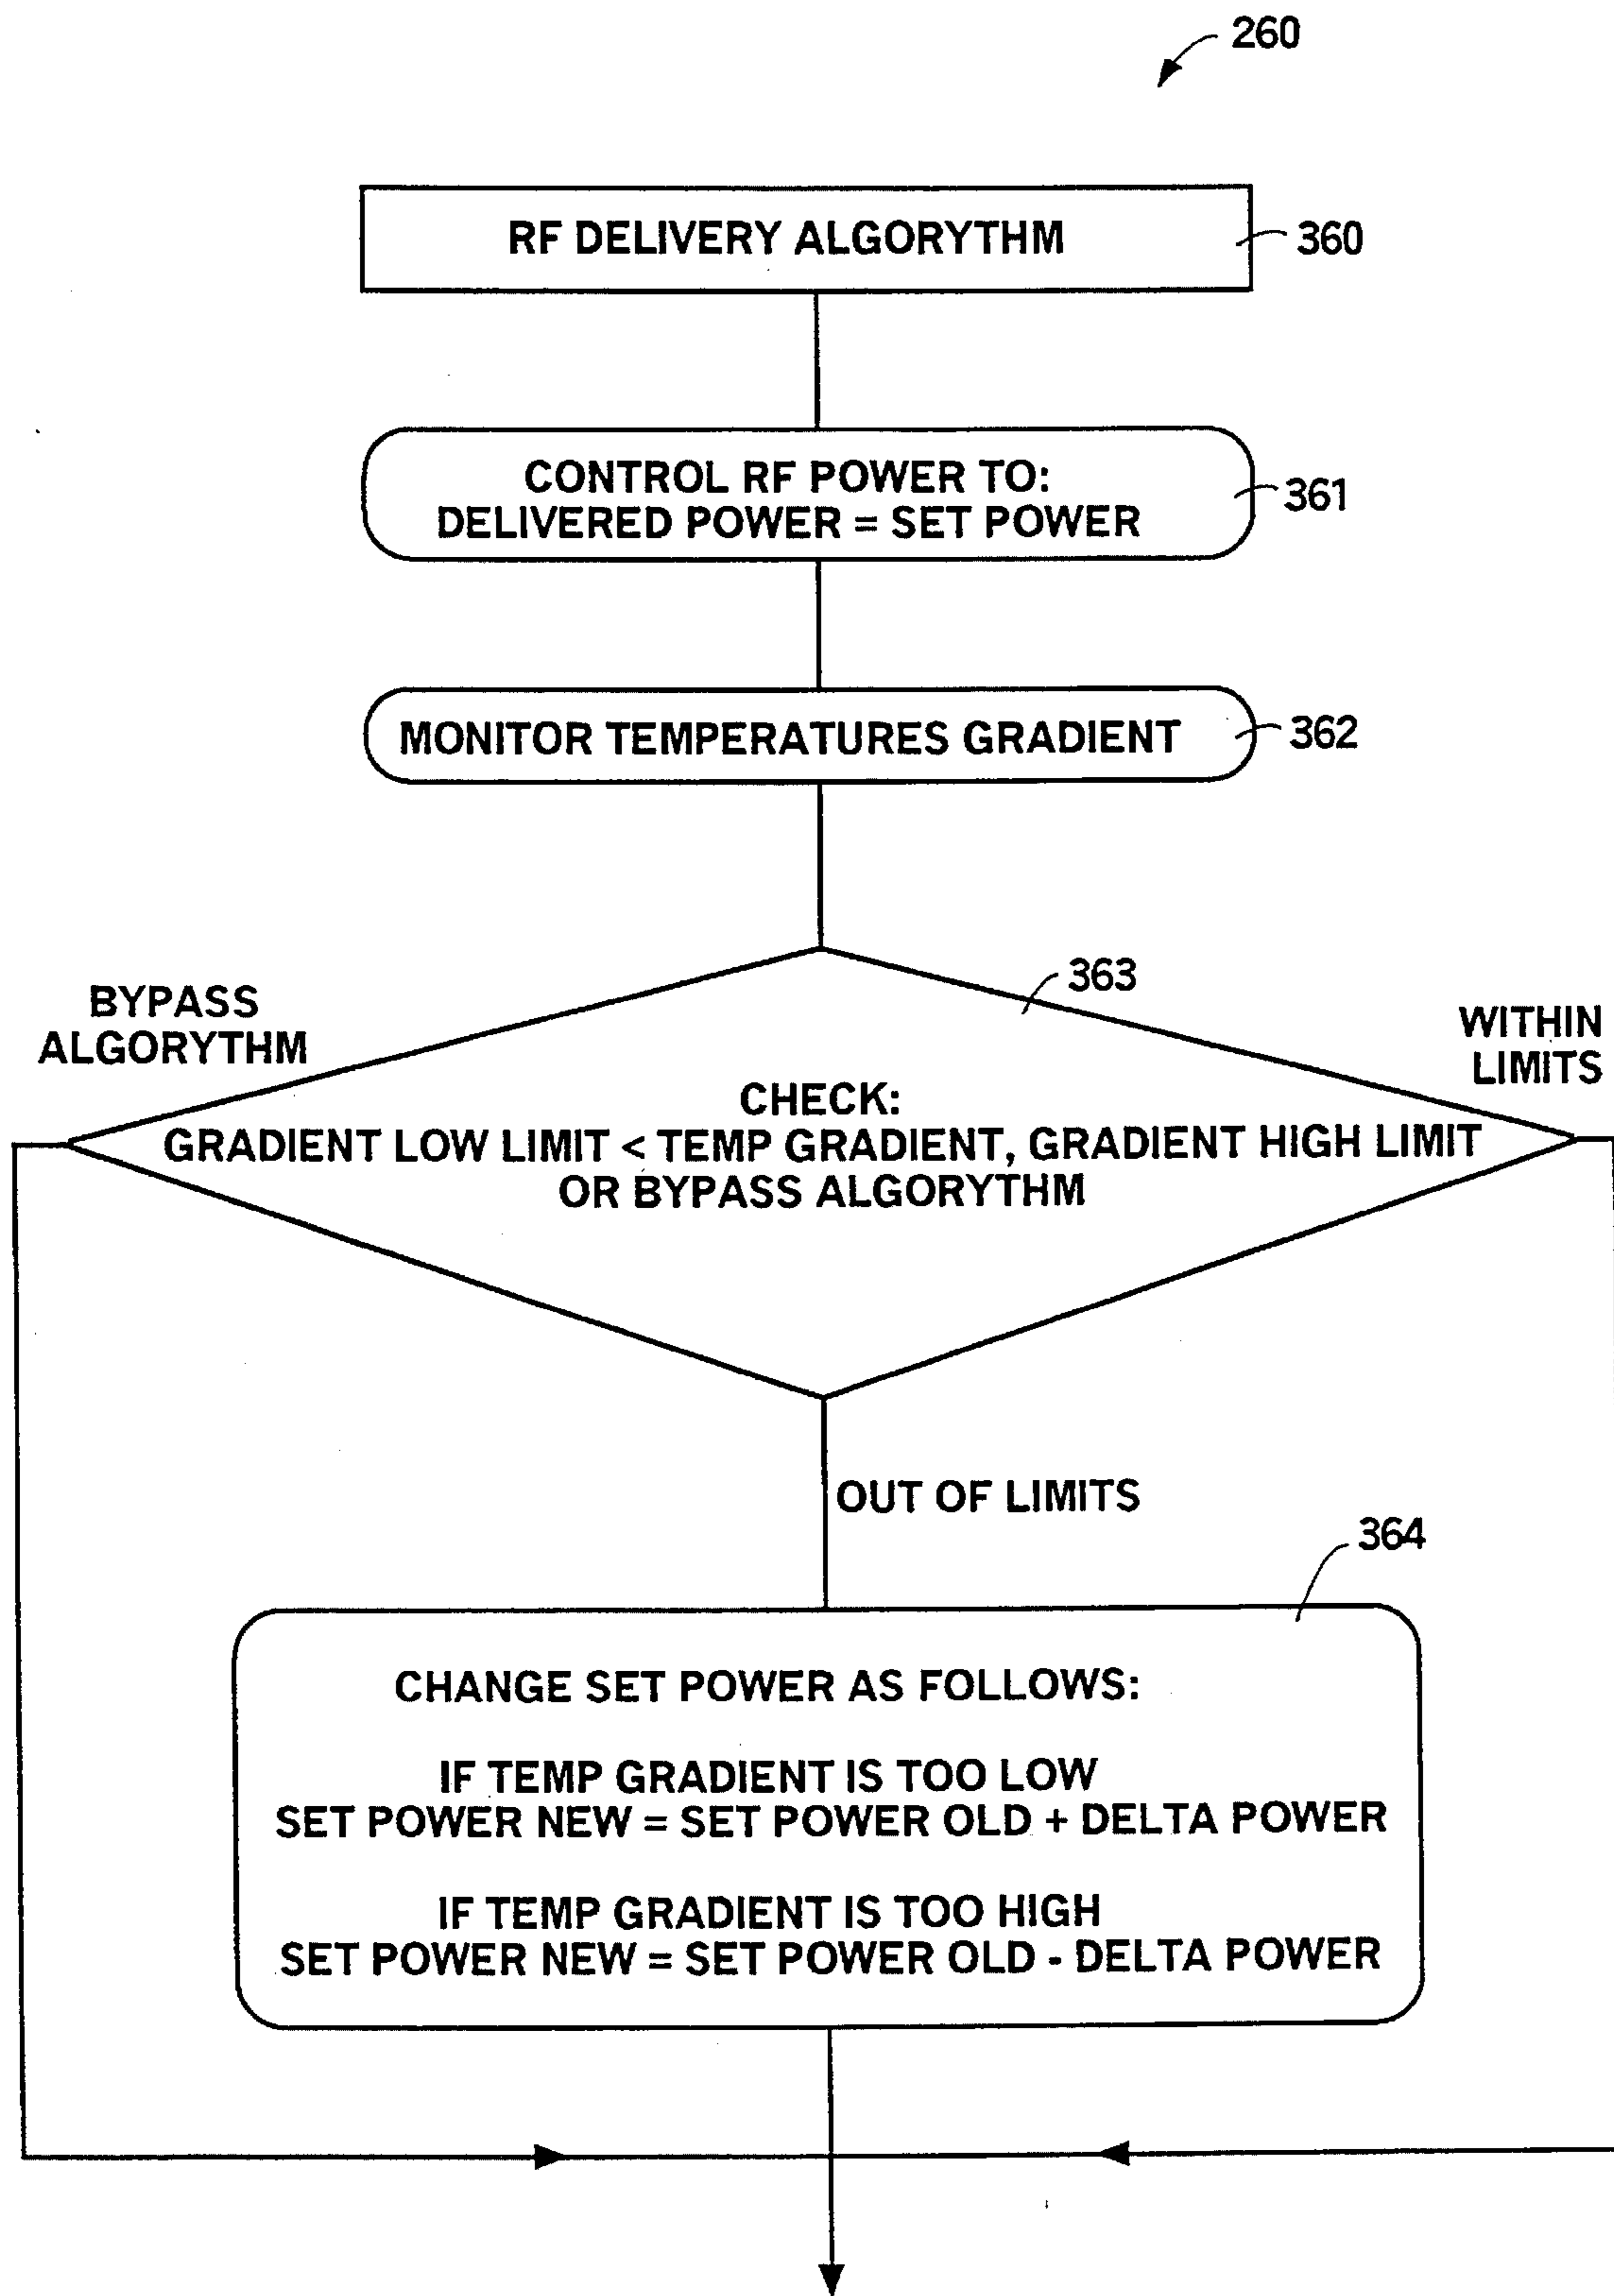 260
RF DELIVERY ALGORYTHM
360
CONTROL RF POWER TO:
DELIVERED POWER = SET POWER
361
MONITOR TEMPERATURES GRADIENT
362
363
BYPASS
ALGORYTHM
WITHIN
LIMITS
CHECK:
GRADIENT LOW LIMIT < TEMP GRADIENT, GRADIENT HIGH LIMIT
OR BYPASS ALGORYTHM
OUT OF LIMITS
364
CHANGE SET POWER AS FOLLOWS:
IF TEMP GRADIENT IS TOO LOW
SET POWER NEW = SET POWER OLD + DELTA POWER
IF TEMP GRADIENT IS TOO HIGH
SET POWER NEW = SET POWER OLD - DELTA POWER